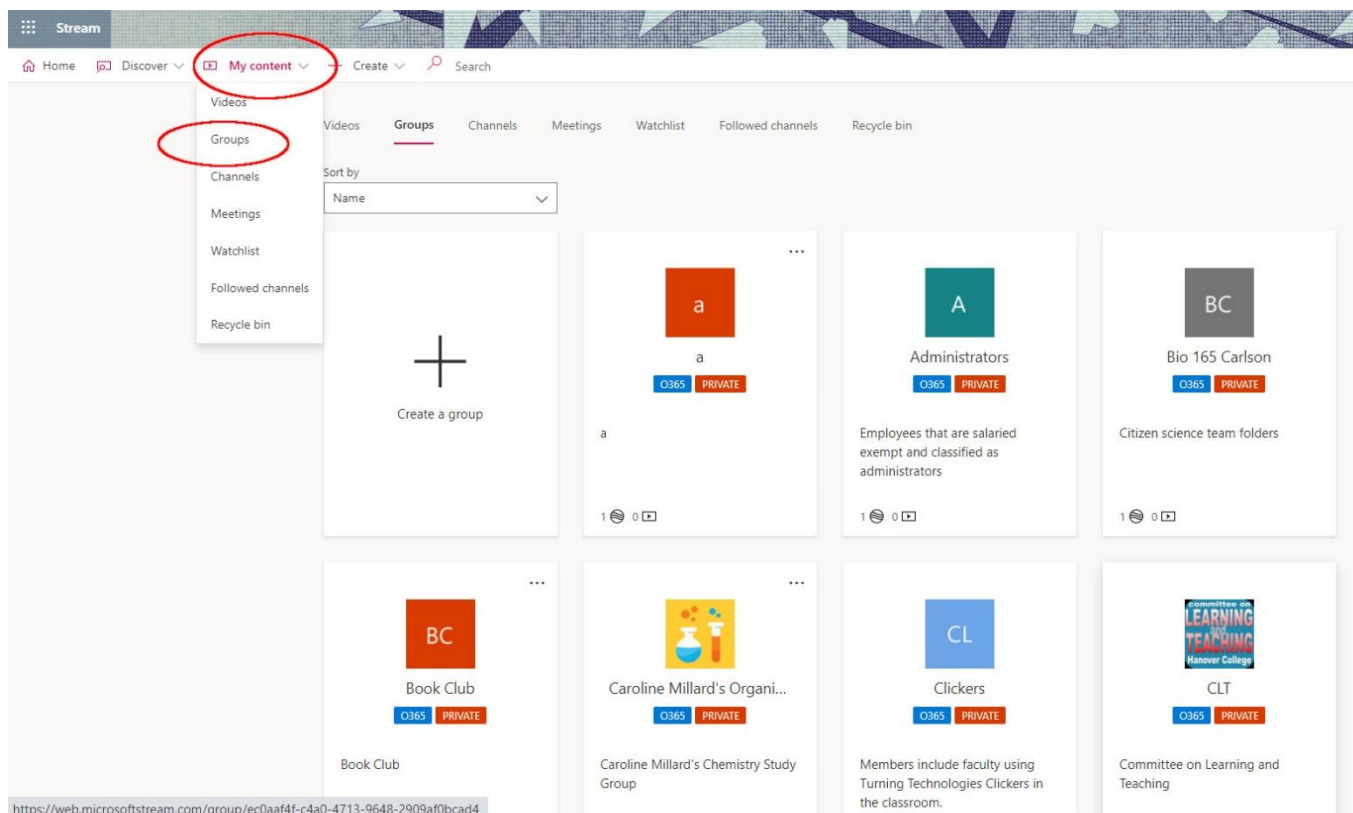 Stream
Home Discover My content Create Search
Videos
Groups
Channels
Meetings
Watchlist
Followed channels
Recycle bin
Videos Groups Channels Meetings Watchlist Followed channels Recycle bin
Sort by
Name
Create a group
a
a
O365 PRIVATE
a
1 0
A
Administrators
O365 PRIVATE
Employees that are salaried
exempt and classified as
administrators
1 0
BC
Bio 165 Carlson
O365 PRIVATE
Citizen science team folders
1 0
BC
Book Club
O365 PRIVATE
Book Club
Caroline Millard's Organi...
O365 PRIVATE
Caroline Millard's Chemistry Study
Group
CL
Clickers
O365 PRIVATE
Members include faculty using
Turning Technologies Clickers in
the classroom.
committee on
LEARNING
and
TEACHING
Hanover College
CLT
O365 PRIVATE
Committee on Learning and
Teaching
https://web.microsoftstream.com/group/ec0aaf4f-c4a0-4713-9648-2909af0bcad4